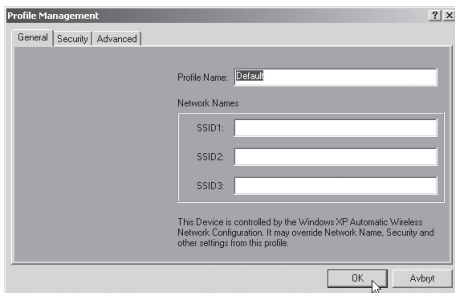 Profile Management
General Security Advanced
Profile Name: Default
Network Names
SSID1:
SSID2:
SSID3:
This Device is controlled by the Windows XP Automatic Wireless
Network Configuration. It may override Network Name, Security and
other settings from this profile.
OK Avbryt